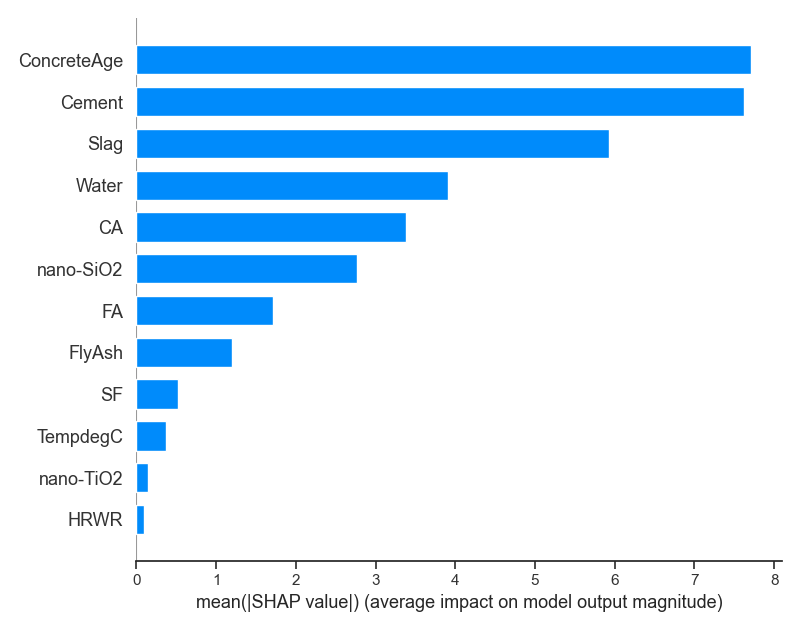 ConcreteAge
Cement
Slag
Water
CA
nano-SiO2
FA
FlyAsh
SF
TempdegC
nano-TiO2
HRWR
0 1 2 3 4 5 6 7 8
mean(|SHAP value|) (average impact on model output magnitude)